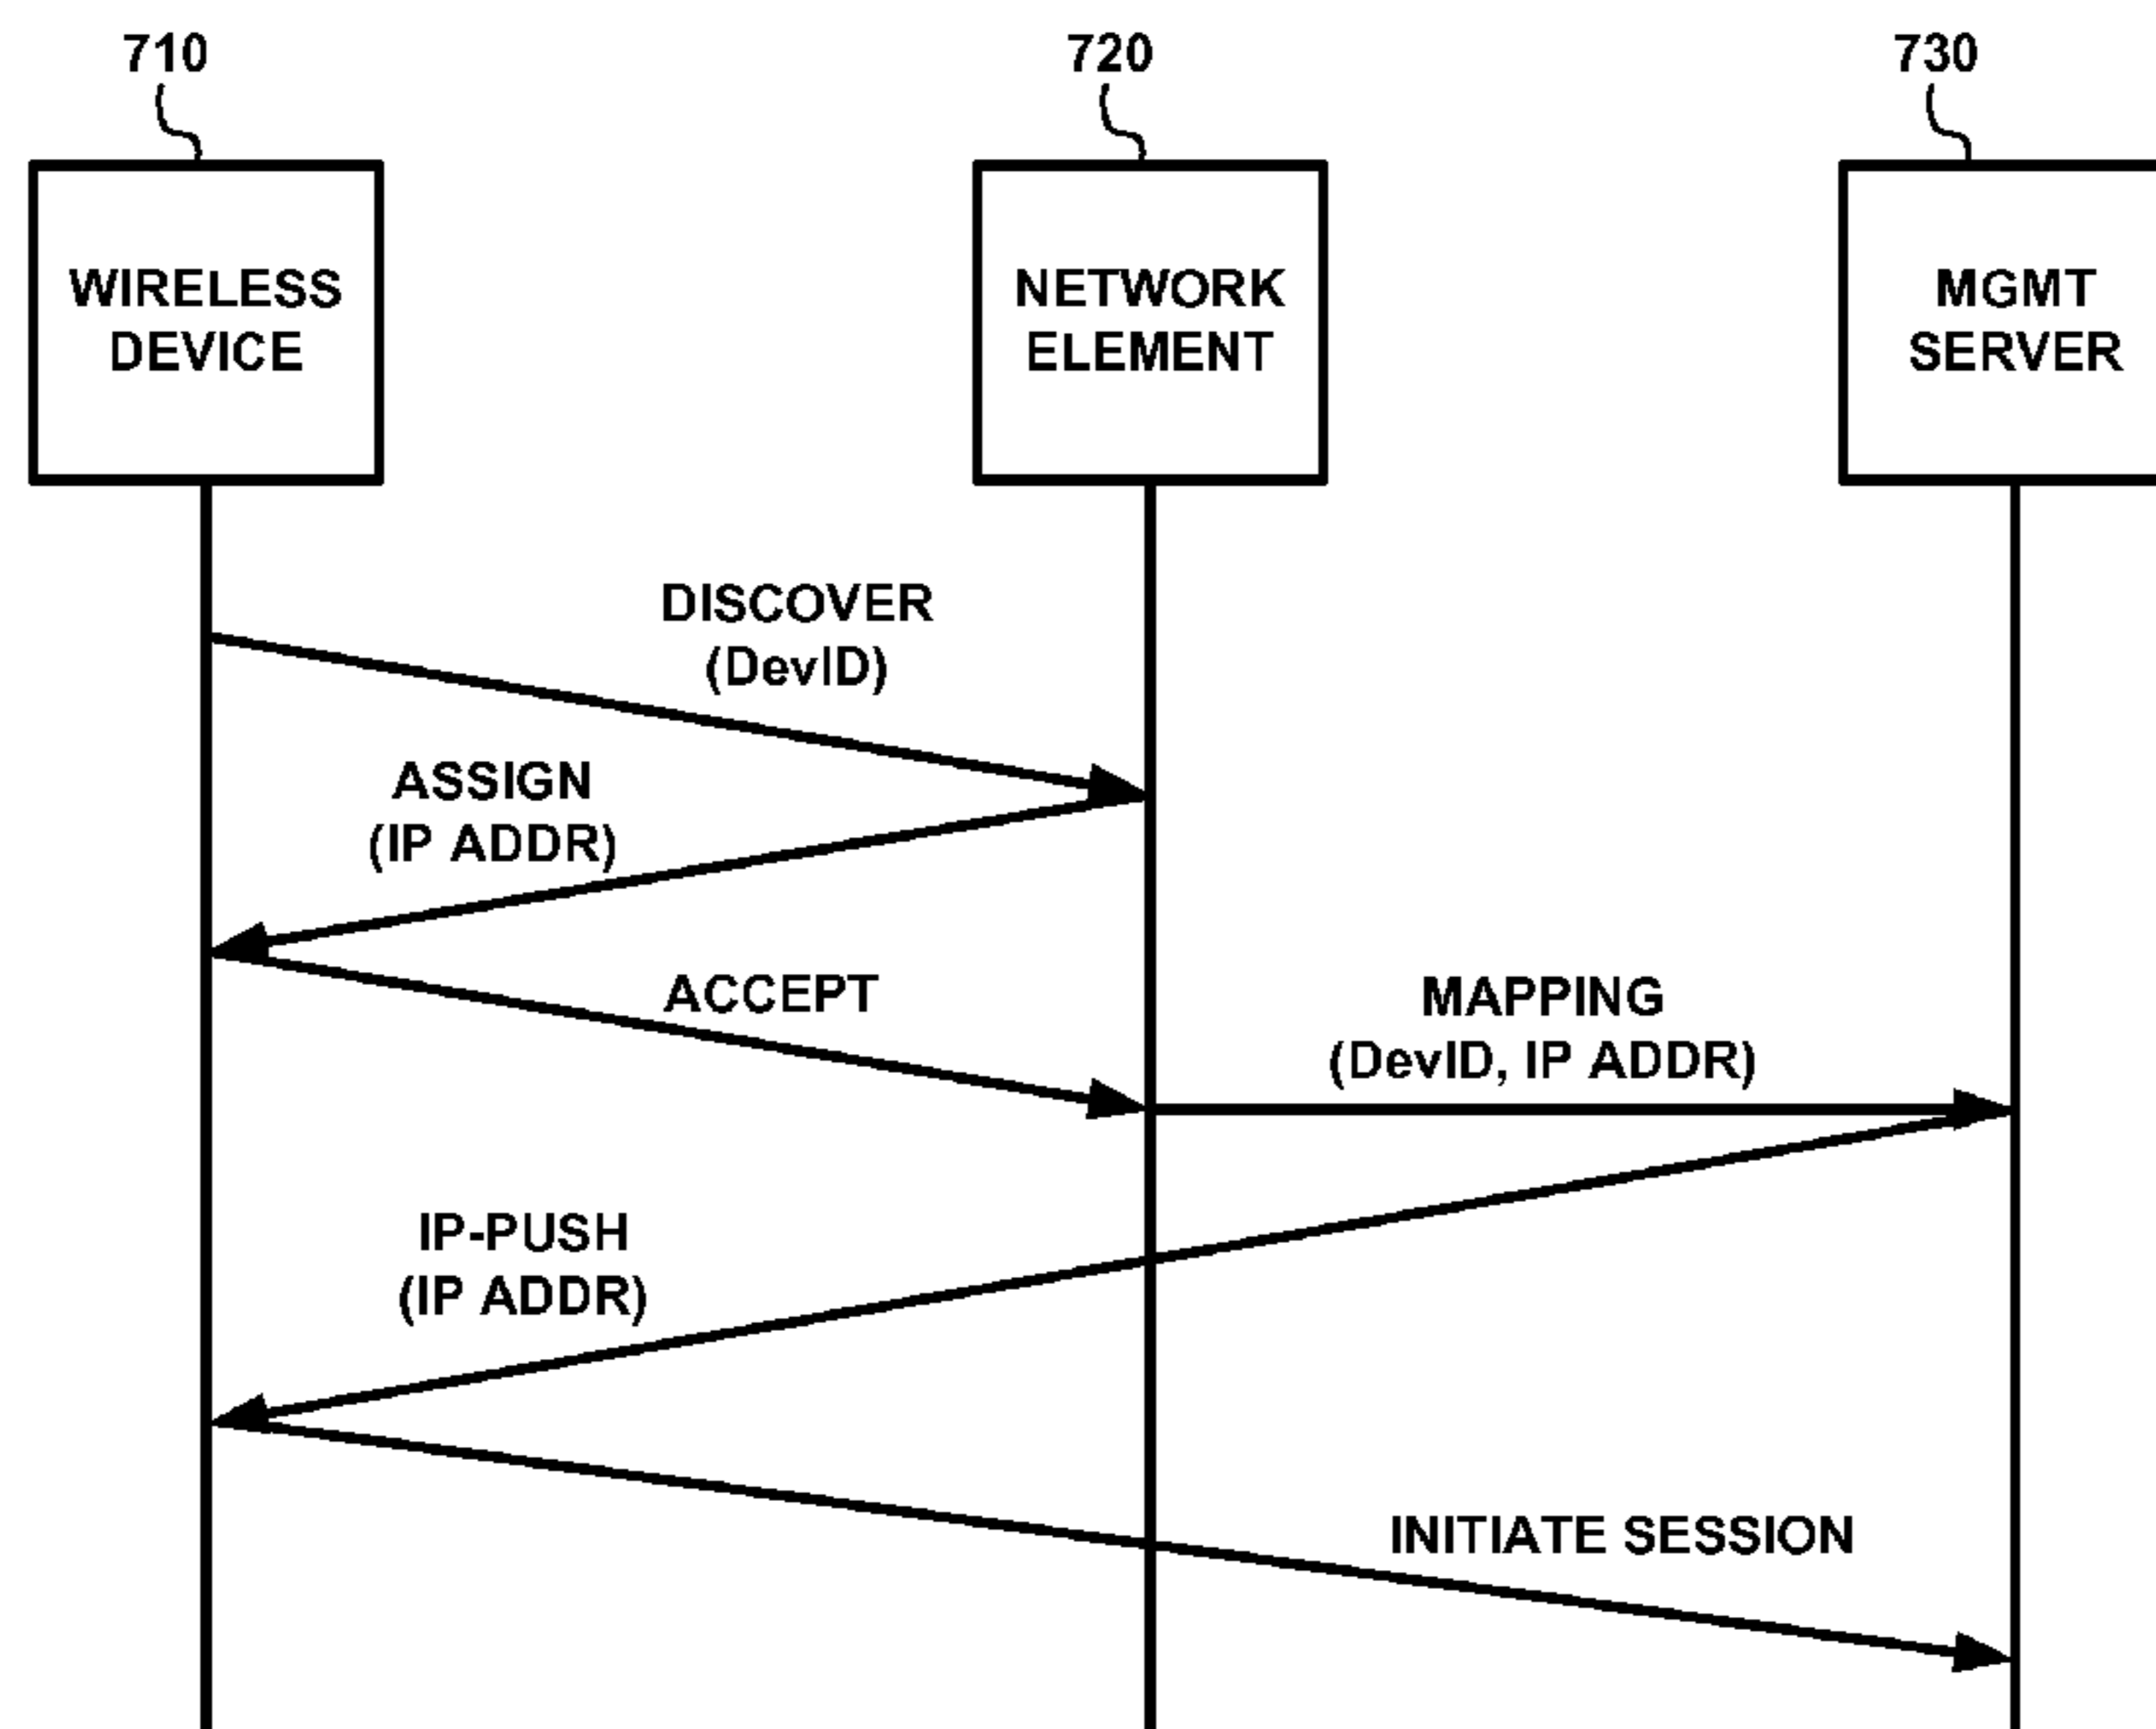 710
720
730
WIRELESS
DEVICE
NETWORK
ELEMENT
MGMT
SERVER
DISCOVER
(DevID)
ASSIGN
(IP ADDR)
ACCEPT
MAPPING
(DevID, IP ADDR)
IP-PUSH
(IP ADDR)
INITIATE SESSION